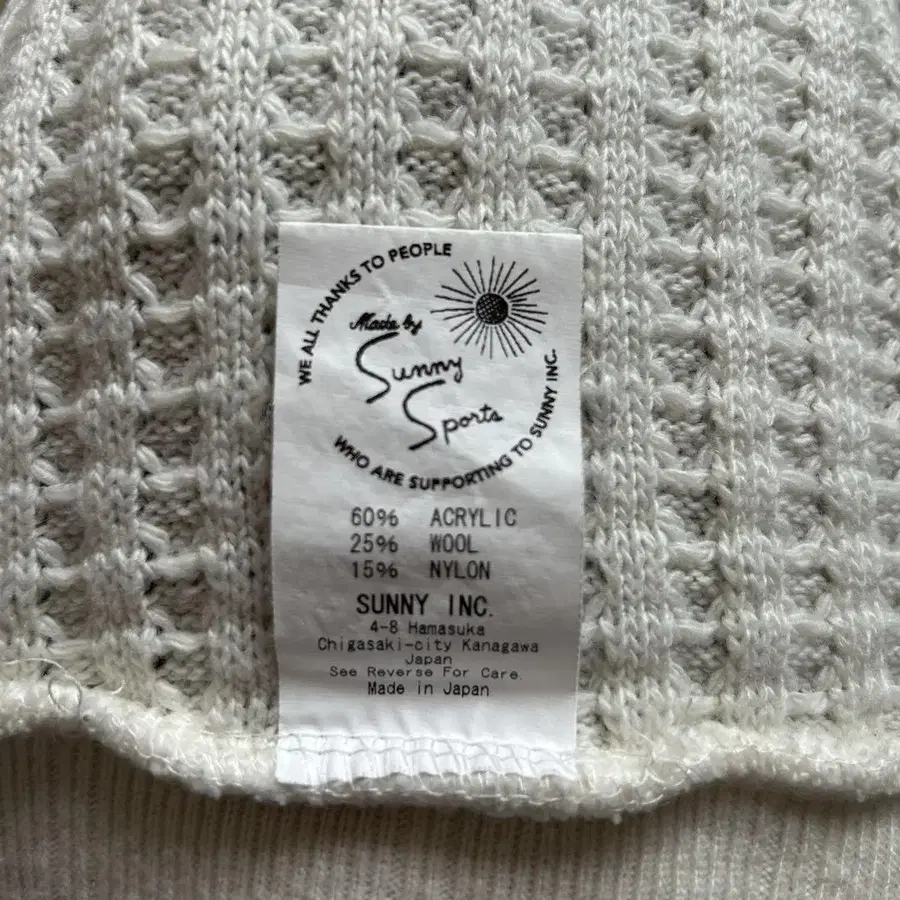 WE ALL THANKS TO PEOPLE
Made by
Sunny
Sports
WHO ARE SUPPORTING TO SUNNY INC.
60% ACRYLIC
25% WOOL
15% NYLON
SUNNY INC.
4-8 Hamasuka
Chigasaki-city Kanagawa
Japan
See Reverse For Care.
Made in Japan